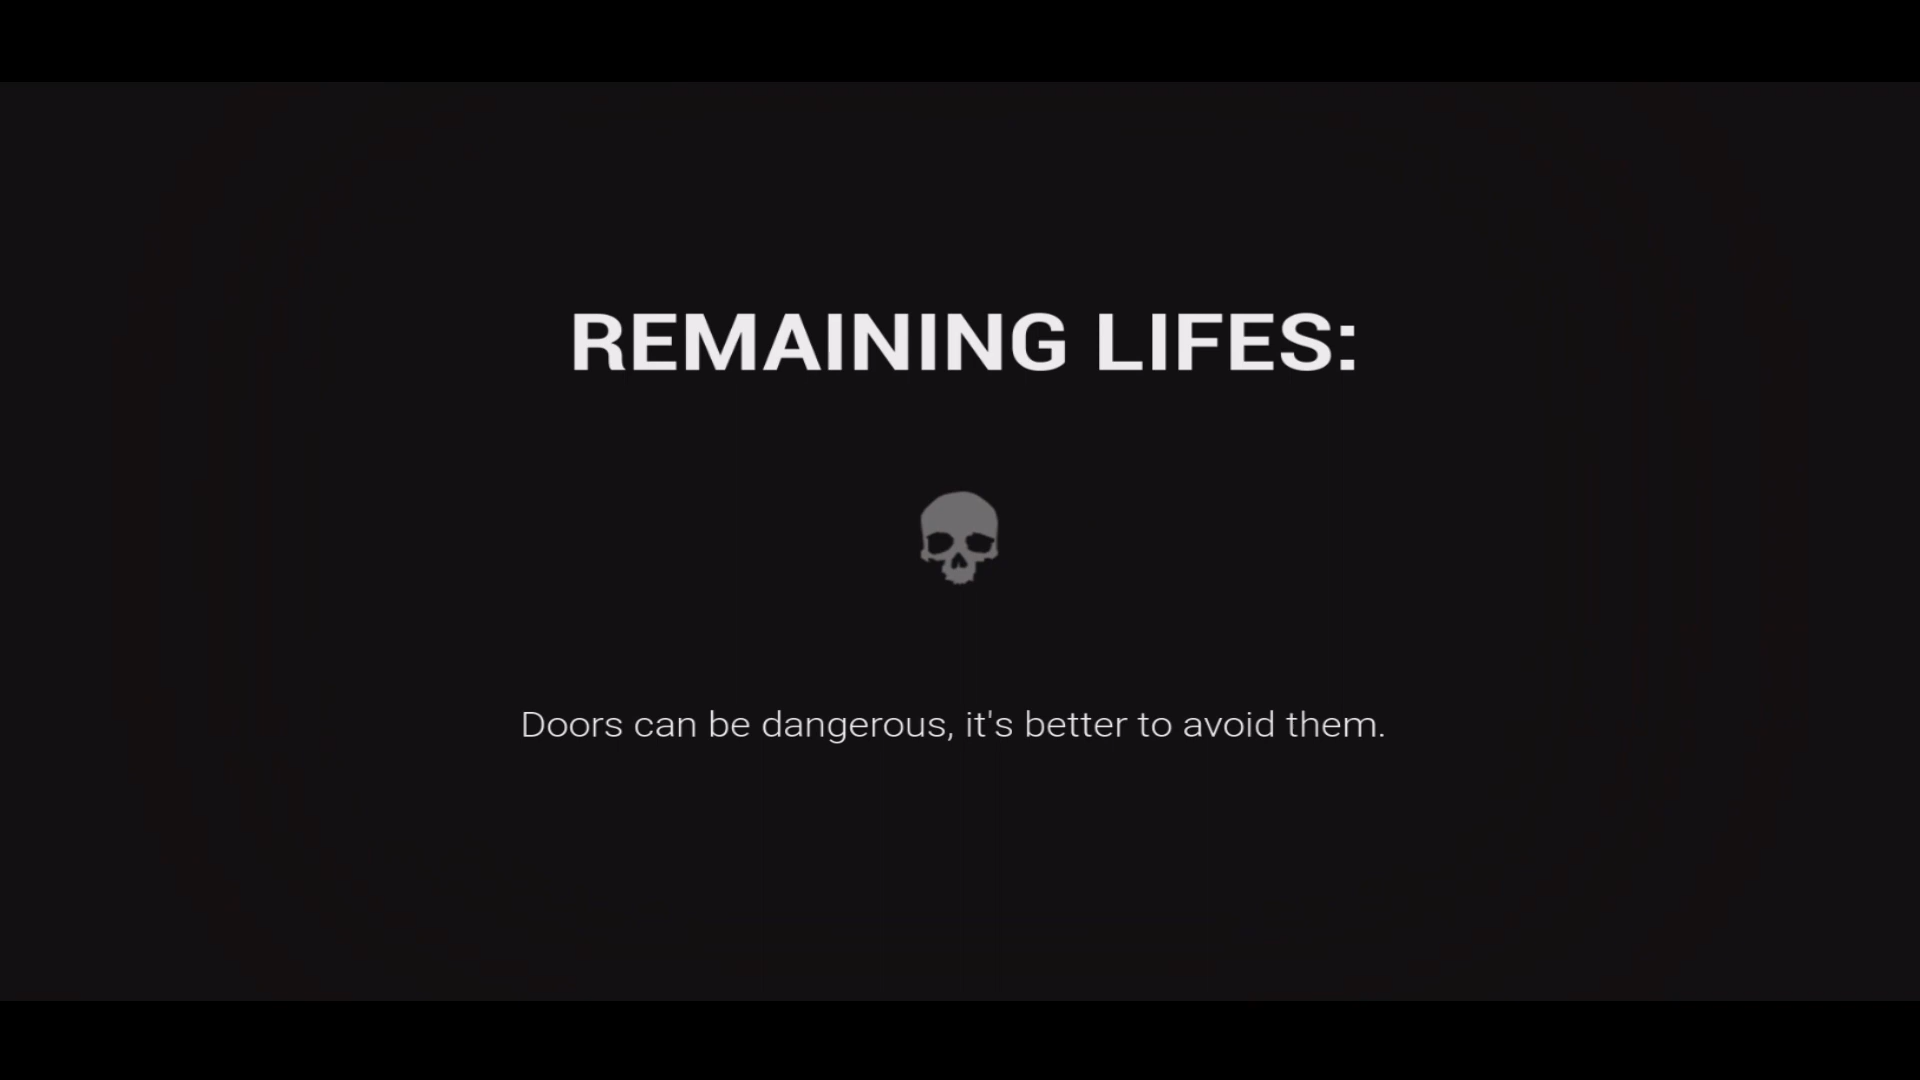 REMAINING LIFES:
Doors can be dangerous, it's better to avoid them.